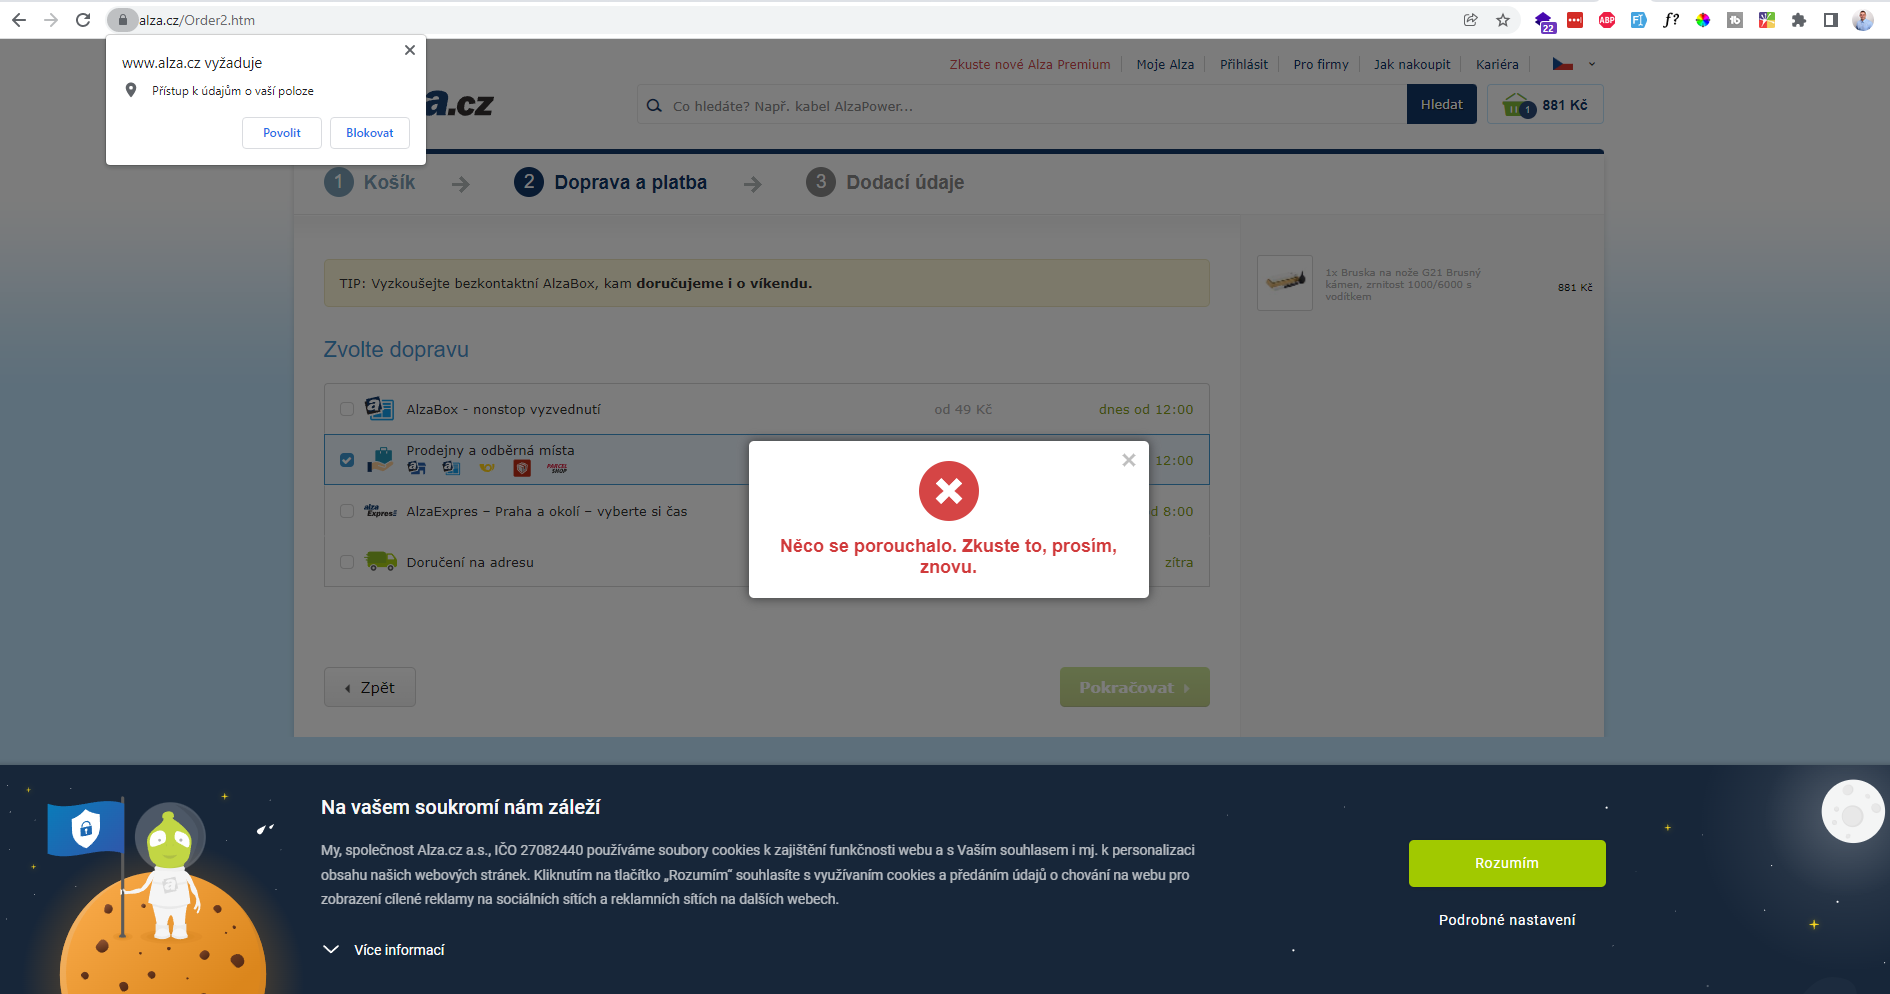 alza.cz/Order2.htm
22
ABP
f?
www.alza.cz vyžaduje
Přístup k údajům o vaší poloze
Povolit
Blokovat
Zkuste nové Alza Premium
Moje Alza
Přihlásit
Pro firmy
Jak nakoupit
Kariéra
a.cz
Co hledáte? Např. kabel AlzaPower...
Hledat
1
881 Kč
1 Košík
2 Doprava a platba
3 Dodací údaje
TIP: Vyzkoušejte bezkontaktní AlzaBox, kam doručujeme i o víkendu.
1x Bruska na nože G21 Brusný
kámen, zrnitost 1000/6000 s
vodítkem
881 Kč
Zvolte dopravu
AlzaBox - nonstop vyzvednutí
od 49 Kč
dnes od 12:00
Prodejny a odběrná místa
PARCEL
SHOP
12:00
alza
Expres
AlzaExpres – Praha a okolí – vyberte si čas
d 8:00
Doručení na adresu
zítra
Něco se porouchalo. Zkuste to, prosím,
znovu.
Zpět
Pokračovat
Na vašem soukromí nám záleží
My, společnost Alza.cz a.s., IČO 27082440 používáme soubory cookies k zajištění funkčnosti webu a s Vaším souhlasem i mj. k personalizaci
obsahu našich webových stránek. Kliknutím na tlačítko „Rozumím“ souhlasíte s využívaním cookies a předáním údajů o chování na webu pro
zobrazení cílené reklamy na sociálních sítích a reklamních sítích na dalších webech.
Více informací
Rozumím
Podrobné nastavení